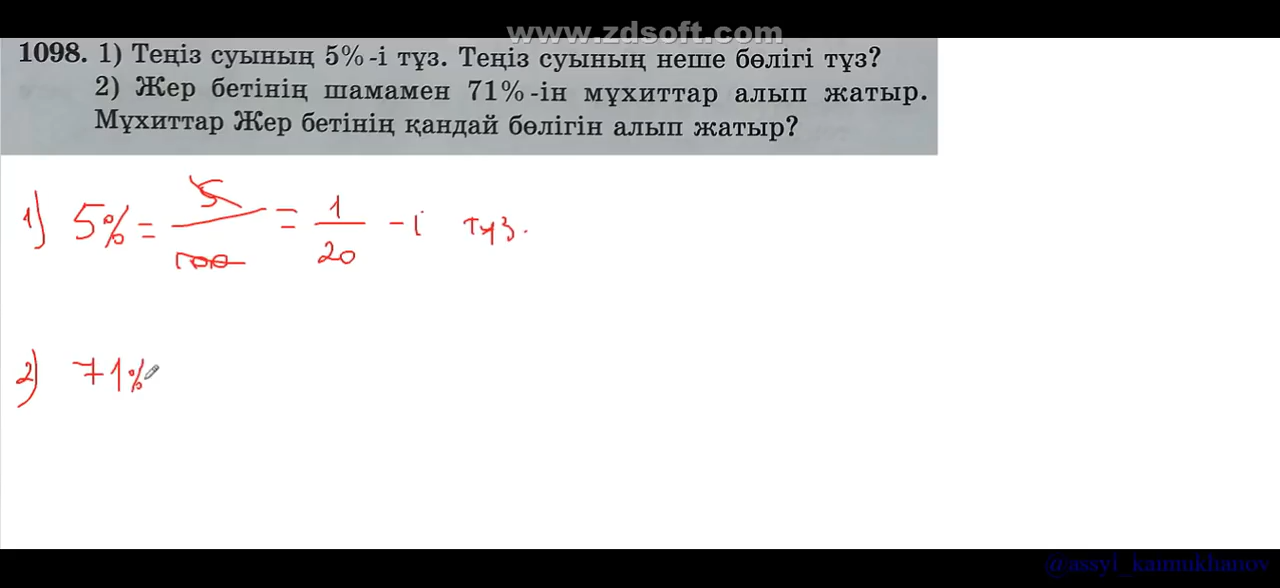 www.zdsoft.com
1098. 1) Теңіз суының 5%-і тұз. Теңіз суының неше бөлігі тұз?
2) Жер бетінің шамамен 71%-ін мұхиттар алып жатыр.
Мұхиттар Жер бетінің қандай бөлігін алып жатыр?
1) 5% = 5/100 = 1/20 - і тұз.
2) 71%
@assyl_kaimukhanov